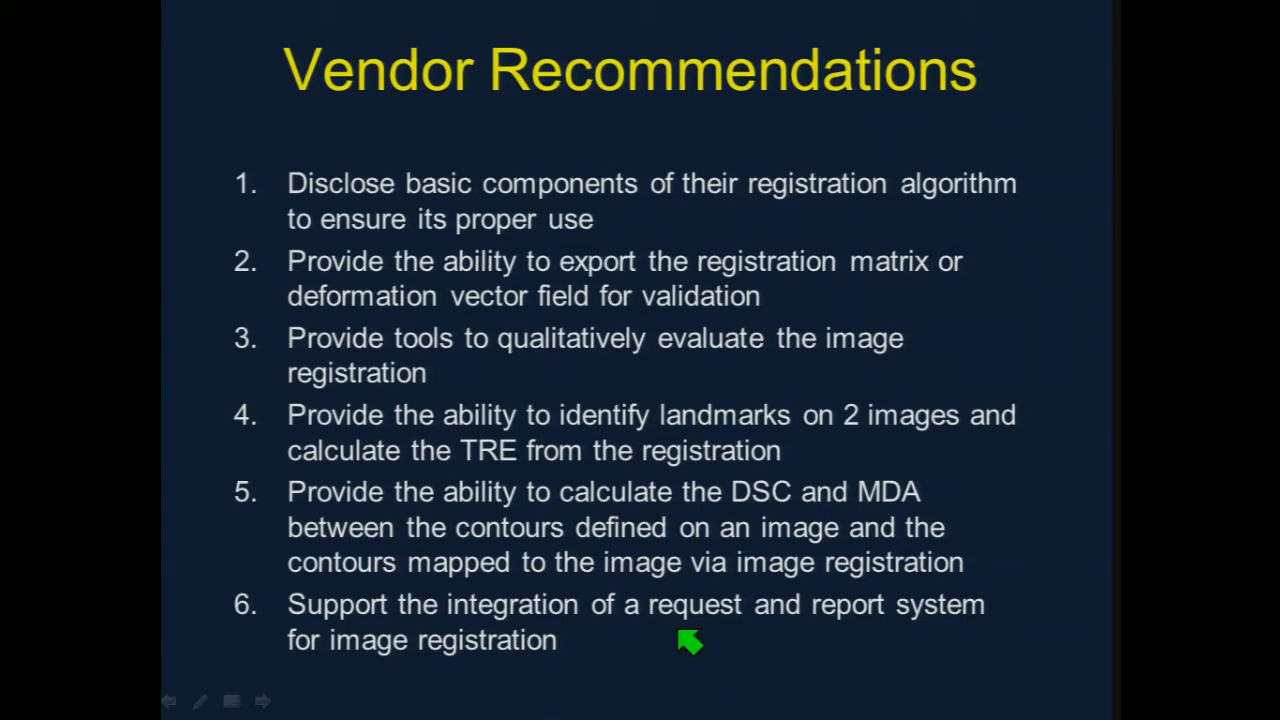 Vendor Recommendations
1. Disclose basic components of their registration algorithm
to ensure its proper use
2. Provide the ability to export the registration matrix or
deformation vector field for validation
3. Provide tools to qualitatively evaluate the image
registration
4. Provide the ability to identify landmarks on 2 images and
calculate the TRE from the registration
5. Provide the ability to calculate the DSC and MDA
between the contours defined on an image and the
contours mapped to the image via image registration
6. Support the integration of a request and report system
for image registration